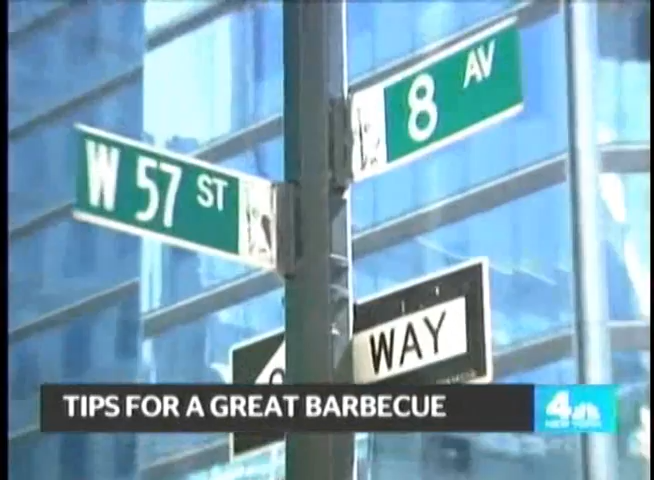 W 57 ST
8 AV
WAY
TIPS FOR A GREAT BARBECUE
4
NEW YORK